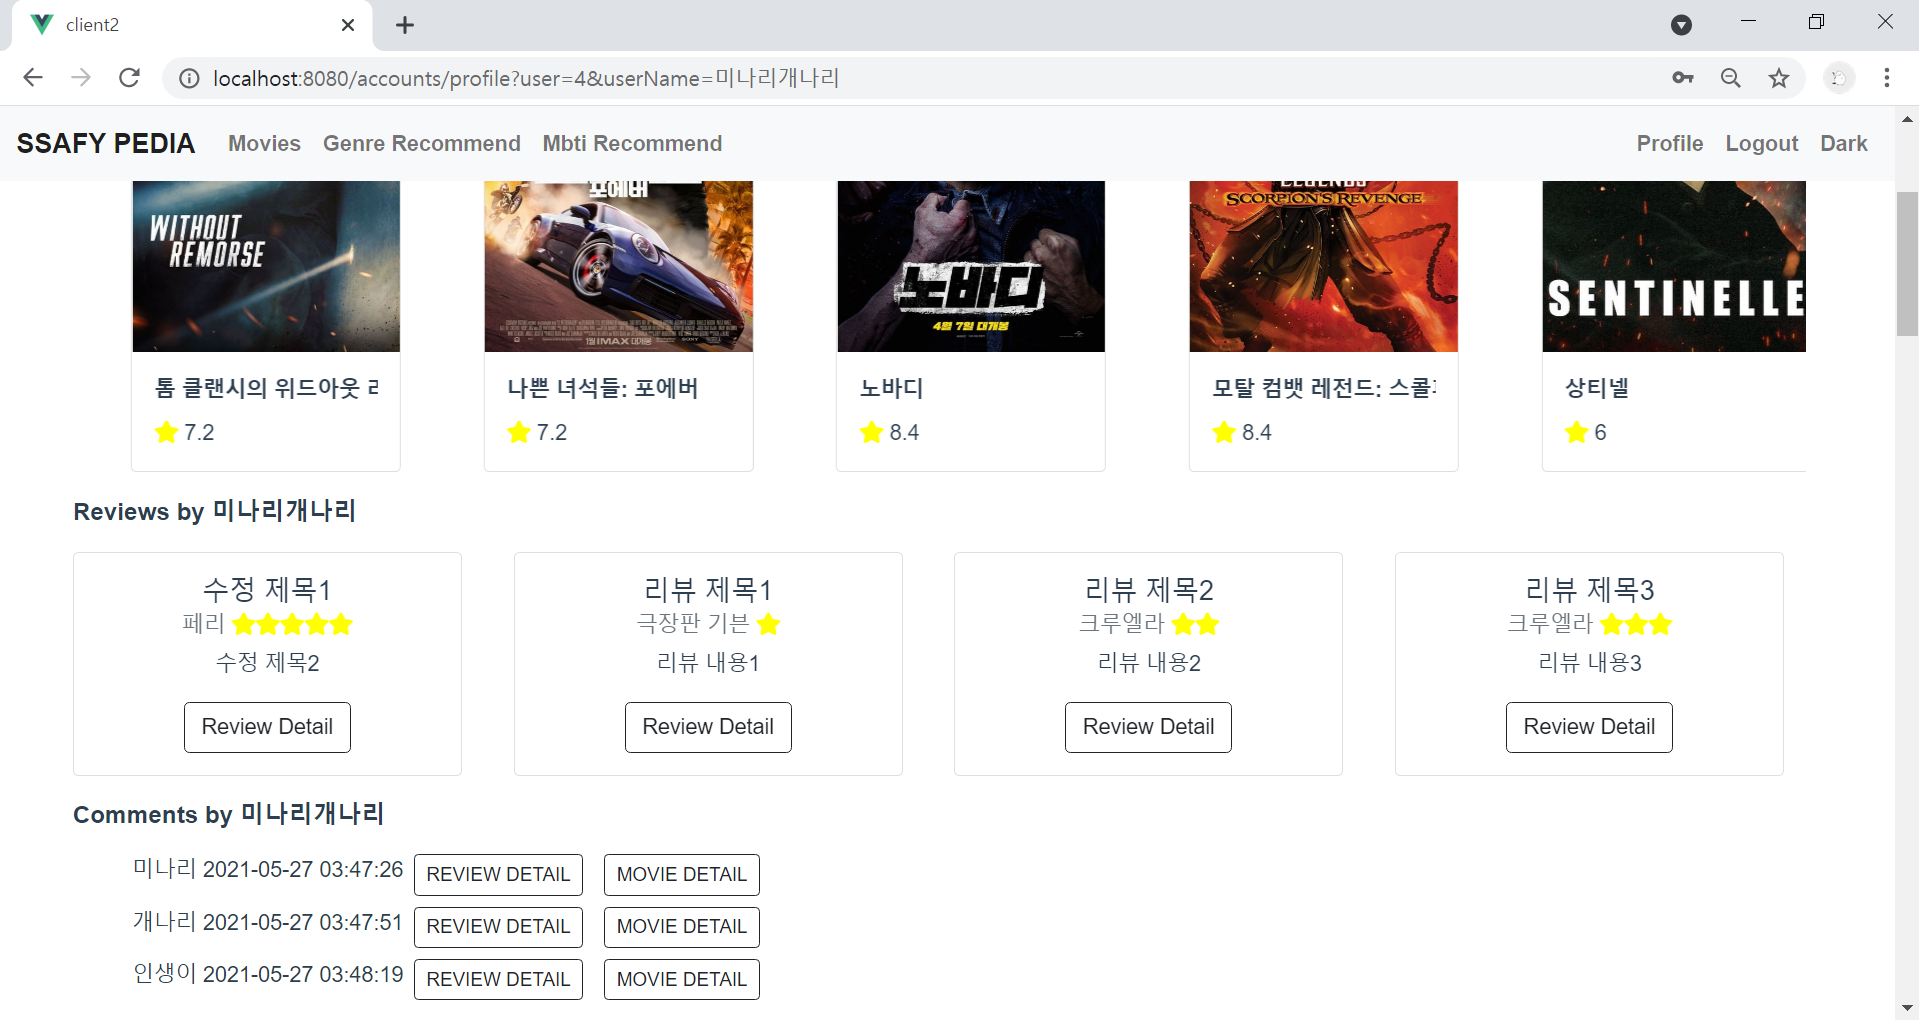 client2
localhost:8080/accounts/profile?user=4&userName=미나리개나리
SSAFY PEDIA Movies Genre Recommend Mbti Recommend Profile Logout Dark
WITHOUT
REMORSE
포에버
1월 IMAX 대개봉
SONY
노바디
4월 7일 대개봉
LEGENDS
SCORPION'S REVENGE
SENTINELLE
톰 클랜시의 위드아웃
나쁜 녀석들: 포에버
노바디
모탈 컴뱃 레전드: 스콜
상티넬
7.2
7.2
8.4
8.4
6
Reviews by 미나리개나리
수정 제목1
페리
수정 제목2
Review Detail
리뷰 제목1
극장판 기븐
리뷰 내용1
Review Detail
리뷰 제목2
크루엘라
리뷰 내용2
Review Detail
리뷰 제목3
크루엘라
리뷰 내용3
Review Detail
Comments by 미나리개나리
미나리 2021-05-27 03:47:26 REVIEW DETAIL MOVIE DETAIL
개나리 2021-05-27 03:47:51 REVIEW DETAIL MOVIE DETAIL
인생이 2021-05-27 03:48:19 REVIEW DETAIL MOVIE DETAIL